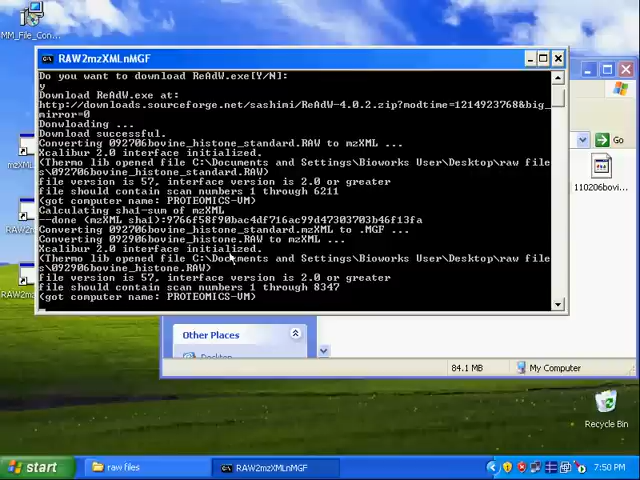 MM_File_Con...
RAW2mzXMLnMGF
Do you want to download ReAdW.exe[Y/N]:
y
Download ReAdW.exe at:
http://downloads.sourceforge.net/sashimi/ReAdW-4.0.2.zip?modtime=1214923768&big_
mirror=0
Donwloading ...
Download successful.
Converting 092706bovine_histone_standard.RAW to mzXML ...
Xcalibur 2.0 interface initialized.
(Thermo lib opened file C:\Documents and Settings\Bioworks User\Desktop\raw file
s\092706bovine_histone_standard.RAW)
file version is 57, interface version is 2.0 or greater
file should contain scan numbers 1 through 6211
(got computer name: PROTEOMICS-VM)
Calculating sha1-sum of mzXML
--done (mzXML sha1):9766f58f90bac4df716ac99d47303703b46f13fa
Converting 092706bovine_histone_standard.mzXML to .MGF ...
Converting 092706bovine_histone.RAW to mzXML ...
Xcalibur 2.0 interface initialized.
(Thermo lib opened file C:\Documents and Settings\Bioworks User\Desktop\raw file
s\092706bovine_histone.RAW)
file version is 57, interface version is 2.0 or greater
file should contain scan numbers 1 through 8347
(got computer name: PROTEOMICS-VM)
Go
110206bovi...
mzXML
RAW2
RAW2m
Other Places
Desktop
84.1 MB
My Computer
Recycle Bin
start
raw files
RAW2mzXMLnMGF
7:50 PM